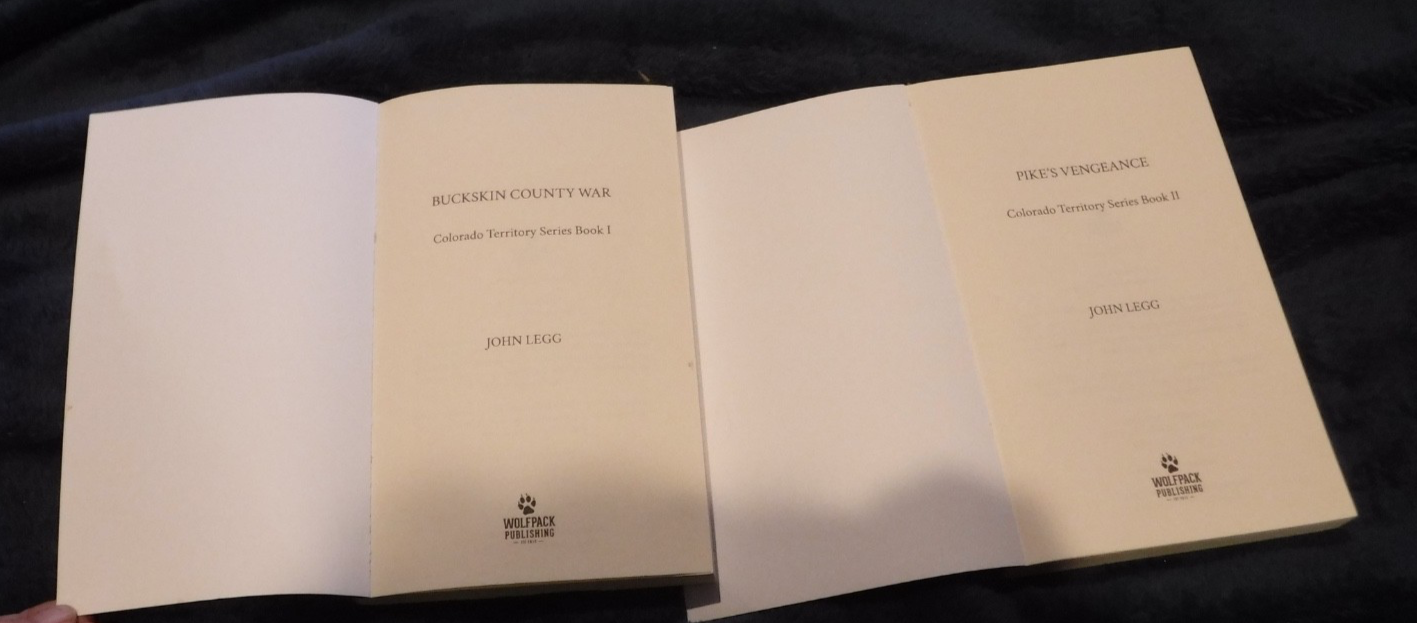 BUCKSKIN COUNTY WAR
Colorado Territory Series Book I
JOHN LEGG
WOLFPACK
PUBLISHING
PIKE'S VENGEANCE
Colorado Territory Series Book II
JOHN LEGG
WOLFPACK
PUBLISHING